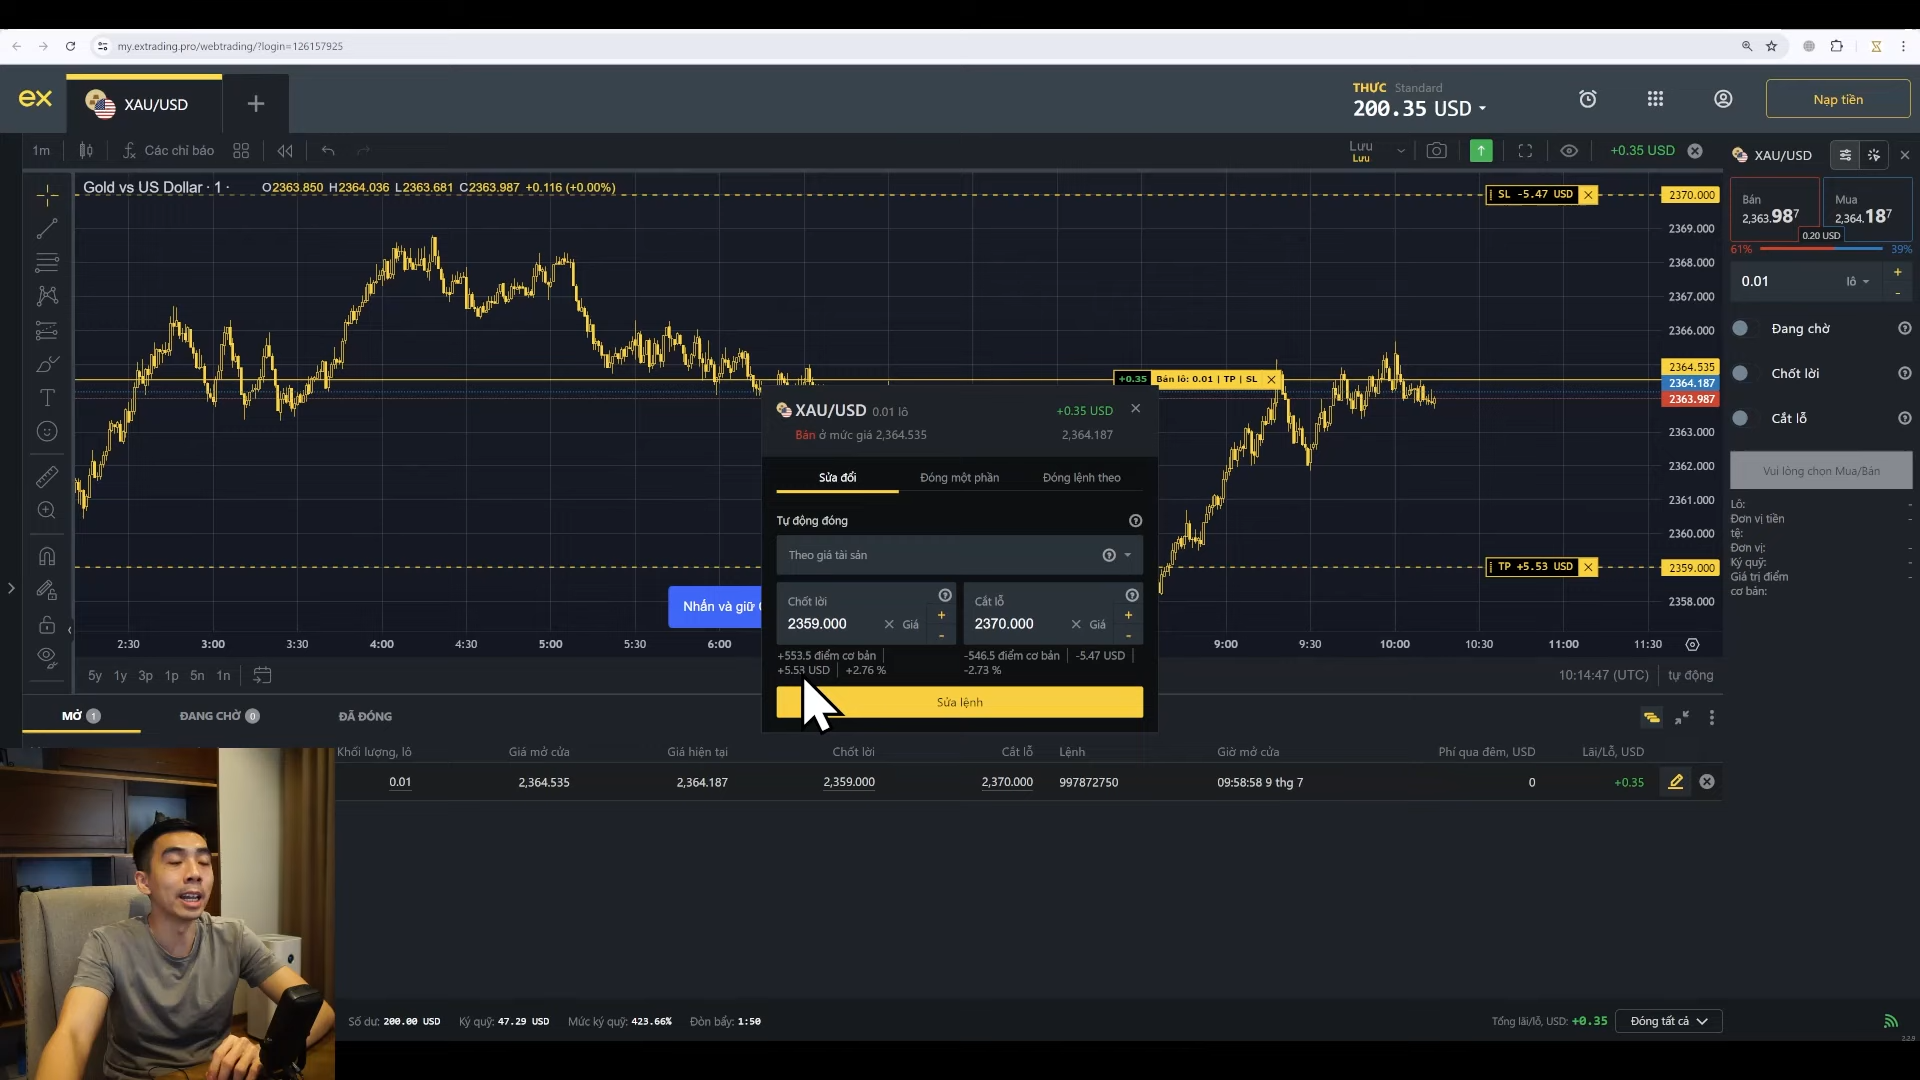 my.extrading.pro/webtrading/?login=126157925
ex
XAU/USD
THỰC Standard
200.35 USD
Nạp tiền
1m
Các chỉ báo
Lưu
Lưu
+0.35 USD
XAU/USD
Gold vs US Dollar · 1 ·
O2363.850 H2364.036 L2363.681 C2363.987 +0.116 (+0.00%)
SL -5.47 USD
2370.000
2369.000
2368.000
2367.000
2366.000
2364.535
2364.187
2363.987
2363.000
2362.000
2361.000
2360.000
2359.000
2358.000
Bán
2,363.987
Mua
2,364.187
0.20 USD
61%
39%
0.01
lô
Đang chờ
Chốt lời
Cắt lỗ
Vui lòng chọn Mua/Bán
Lô: -
Đơn vị tiền tệ: -
Đơn vị: -
Ký quỹ: -
Giá trị điểm cơ bản: -
+0.35 Bán lô: 0.01 | TP | SL
TP +5.53 USD
XAU/USD 0.01 lô
+0.35 USD
Bán ở mức giá 2,364.535
2,364.187
Sửa đổi
Đóng một phần
Đóng lệnh theo
Tự động đóng
Theo giá tài sản
Chốt lời
2359.000
Giá
Cắt lỗ
2370.000
Giá
+553.5 điểm cơ bản
+5.53 USD +2.76 %
-546.5 điểm cơ bản -5.47 USD
-2.73 %
Sửa lệnh
Nhấn và giữ
2:30
3:00
3:30
4:00
4:30
5:00
5:30
6:00
9:00
9:30
10:00
10:30
11:00
11:30
5y 1y 3p 1p 5n 1n
10:14:47 (UTC)
tự động
MỞ 1
ĐANG CHỜ 0
ĐÃ ĐÓNG
Khối lượng, lô
Giá mở cửa
Giá hiện tại
Chốt lời
Cắt lỗ
Lệnh
Giờ mở cửa
Phí qua đêm, USD
Lãi/Lỗ, USD
0.01
2,364.535
2,364.187
2,359.000
2,370.000
997872750
09:58:58 9 thg 7
0
+0.35
Số dư: 200.00 USD
Ký quỹ: 47.29 USD
Mức ký quỹ: 423.66%
Đòn bẩy: 1:50
Tổng lãi/lỗ, USD: +0.35
Đóng tất cả